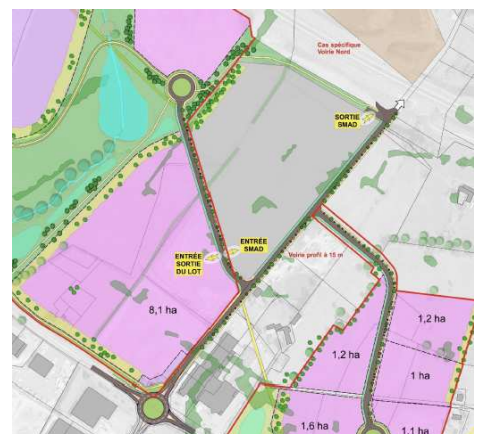 Cas spécifique
Voirie Nord
SORTIE
SMAD
ENTRÉE
SMAD
ENTRÉE
SORTIE
DU LOT
Voirie profil à 15 m
8,1 ha
1,2 ha
1,2 ha
1 ha
1,6 ha
1,1 ha